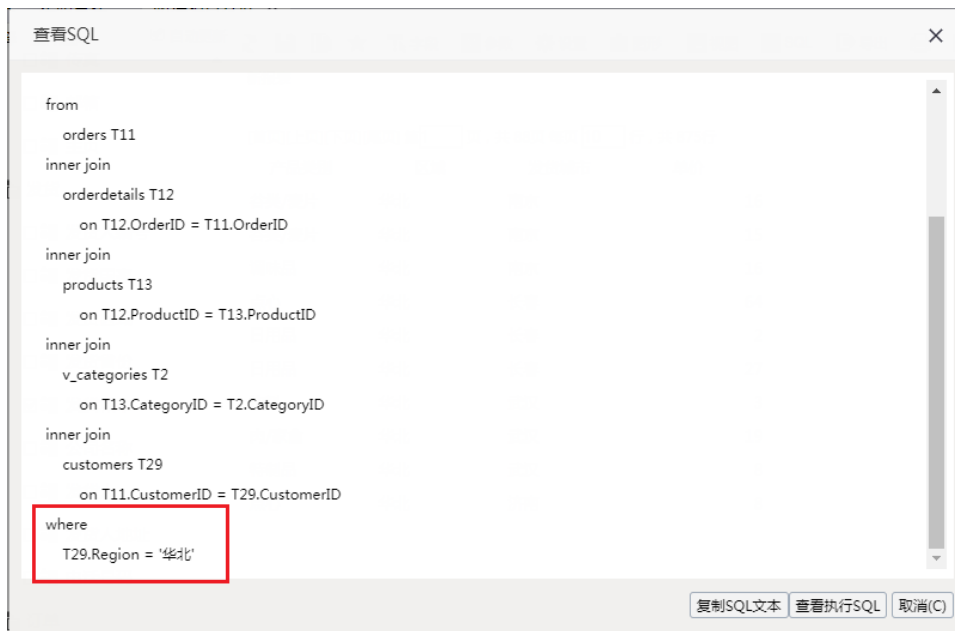 查看SQL
from
orders T11
inner join
orderdetails T12
on T12.OrderID = T11.OrderID
inner join
products T13
on T12.ProductID = T13.ProductID
inner join
v_categories T2
on T13.CategoryID = T2.CategoryID
inner join
customers T29
on T11.CustomerID = T29.CustomerID
where
T29.Region = '华北'
复制SQL文本 查看执行SQL 取消(C)